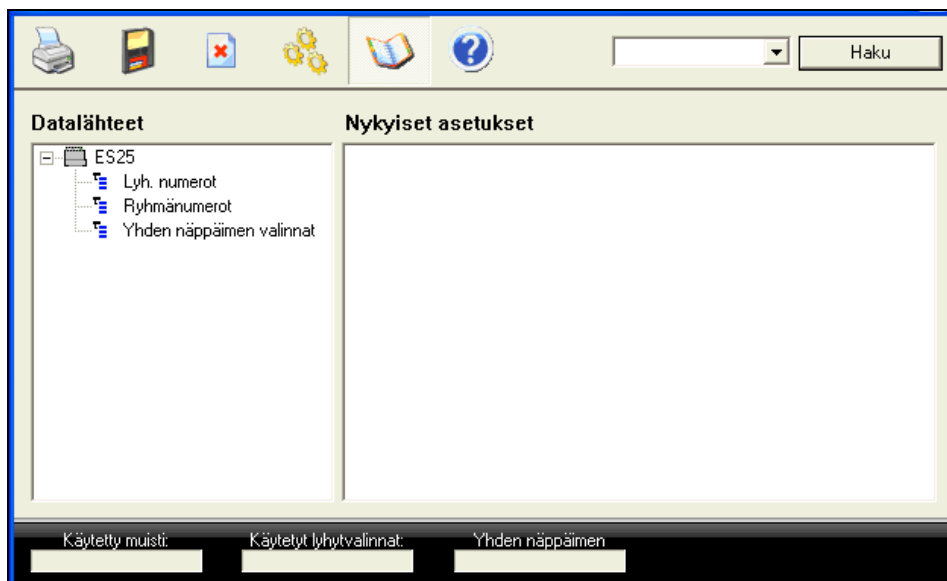 Haku
Datalähteet
Nykyiset asetukset
ES25
Lyh. numerot
Ryhmänumerot
Yhden näppäimen valinnat
Käytetty muisti:
Käytetyt lyhytvalinnat:
Yhden näppäimen